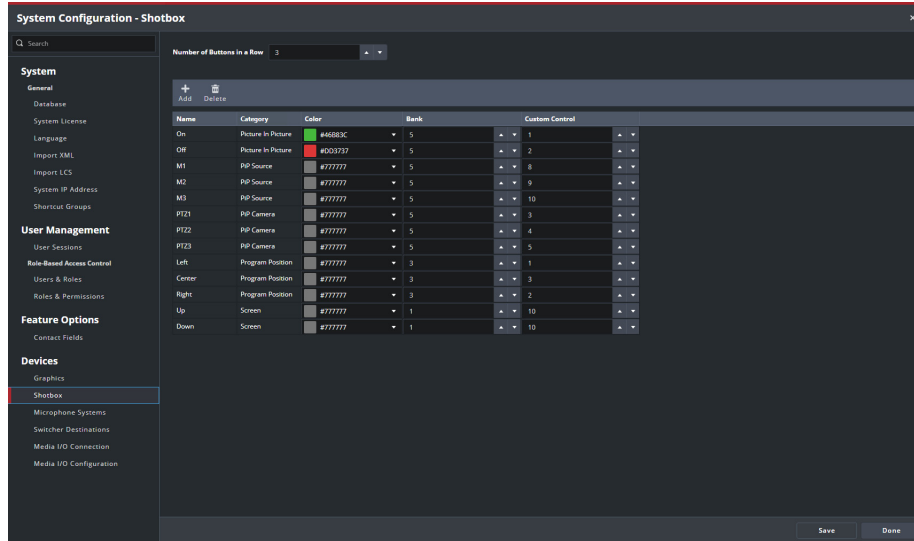 System Configuration - Shotbox
Search
System
General
Database
System License
Language
Import XML
Import LCS
System IP Address
Shortcut Groups
User Management
User Sessions
Role-Based Access Control
Users & Roles
Roles & Permissions
Feature Options
Contact Fields
Devices
Graphics
Shotbox
Microphone Systems
Switcher Destinations
Media I/O Connection
Media I/O Configuration
Number of Buttons in a Row 3
Add Delete
Name Category Color Bank Custom Control
On Picture In Picture #46B83C 5 1
Off Picture In Picture #DD3737 5 2
M1 PiP Source #777777 5 8
M2 PiP Source #777777 5 9
M3 PiP Source #777777 5 10
PTZ1 PiP Camera #777777 5 3
PTZ2 PiP Camera #777777 5 4
PTZ3 PiP Camera #777777 5 5
Left Program Position #777777 3 1
Center Program Position #777777 3 3
Right Program Position #777777 3 2
Up Screen #777777 1 10
Down Screen #777777 1 10
Save Done